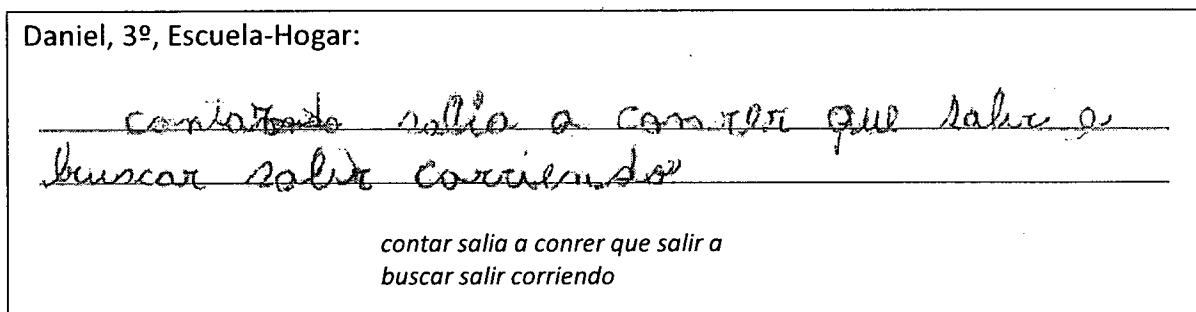 Daniel, 3º, Escuela-Hogar:
contar salia a conrer que salir a
buscar salir corriendo
contar salia a conrer que salir a
buscar salir corriendo